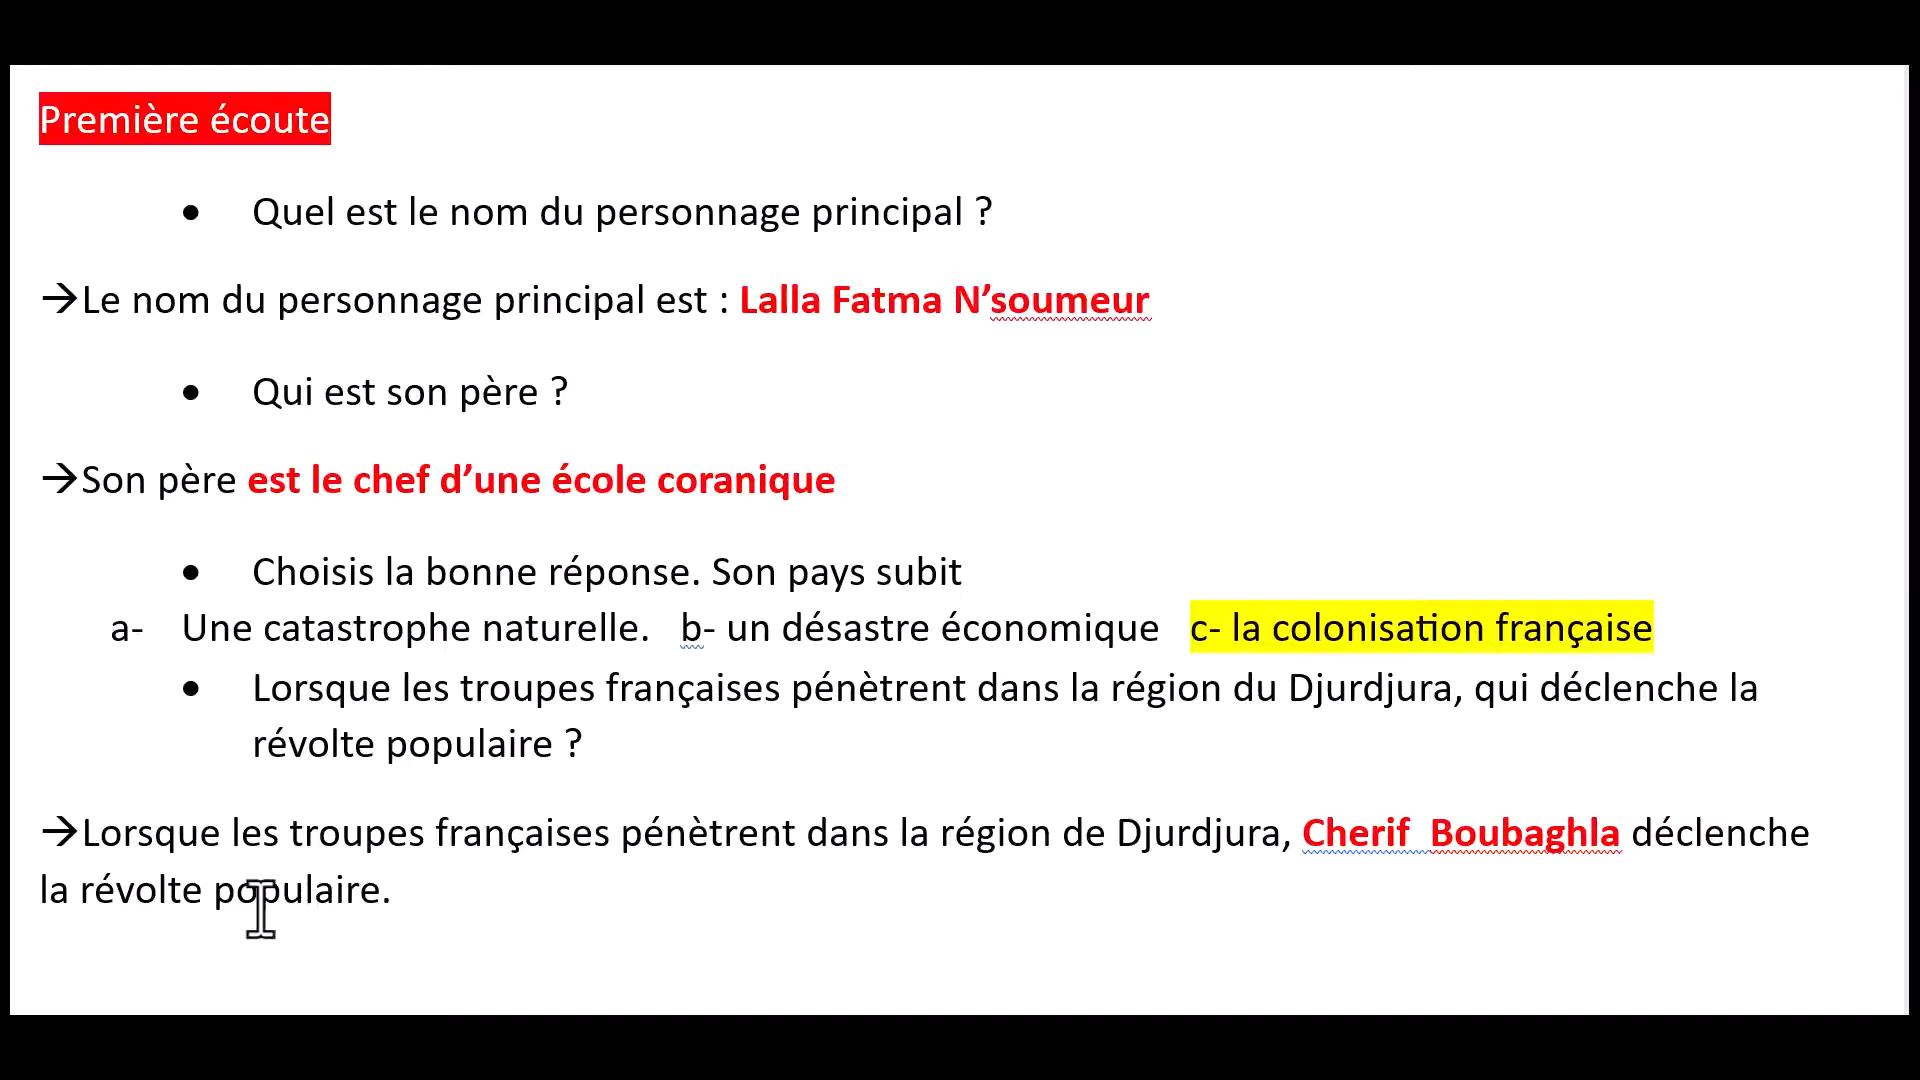 Première écoute
• Quel est le nom du personnage principal ?
→Le nom du personnage principal est : Lalla Fatma N’soumeur
• Qui est son père ?
→Son père est le chef d’une école coranique
• Choisis la bonne réponse. Son pays subit
a- Une catastrophe naturelle. b- un désastre économique c- la colonisation française
• Lorsque les troupes françaises pénètrent dans la région du Djurdjura, qui déclenche la
révolte populaire ?
→Lorsque les troupes françaises pénètrent dans la région de Djurdjura, Cherif Boubaghla déclenche
la révolte populaire.